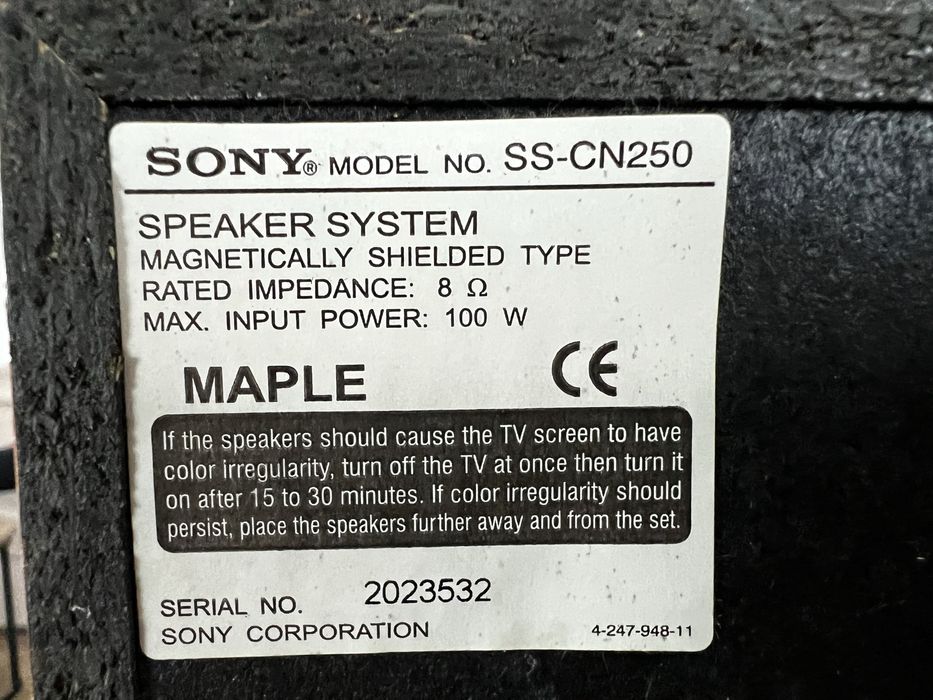 SONY® MODEL NO. SS-CN250
SPEAKER SYSTEM
MAGNETICALLY SHIELDED TYPE
RATED IMPEDANCE: 8 Ω
MAX. INPUT POWER: 100 W
MAPLE CE
If the speakers should cause the TV screen to have
color irregularity, turn off the TV at once then turn it
on after 15 to 30 minutes. If color irregularity should
persist, place the speakers further away and from the set.
SERIAL NO. 2023532
SONY CORPORATION 4-247-948-11